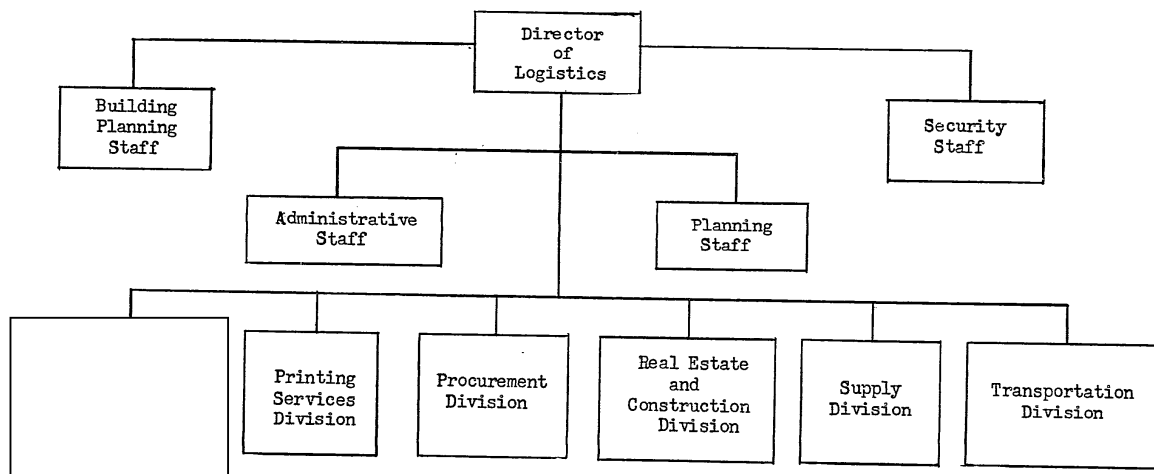 Director
of
Logistics
Building
Planning
Staff
Security
Staff
Administrative
Staff
Planning
Staff
Printing
Services
Division
Procurement
Division
Real Estate
and
Construction
Division
Supply
Division
Transportation
Division